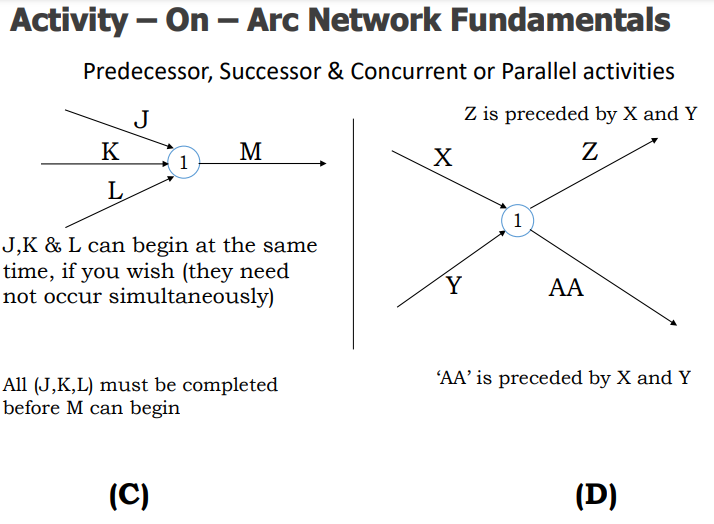 Activity – On – Arc Network Fundamentals
Predecessor, Successor & Concurrent or Parallel activities
J
K
L
1
M
J,K & L can begin at the same
time, if you wish (they need
not occur simultaneously)
All (J,K,L) must be completed
before M can begin
(C)
Z is preceded by X and Y
X
Z
1
Y
AA
‘AA’ is preceded by X and Y
(D)